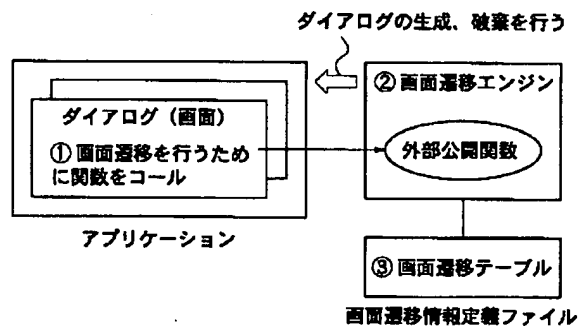 ダイアログの生成、破棄を行う
②画面遷移エンジン
ダイアログ（画面）
①画面遷移を行うため
に関数をコール
外部公開関数
アプリケーション
③画面遷移テーブル
画面遷移情報定義ファイル